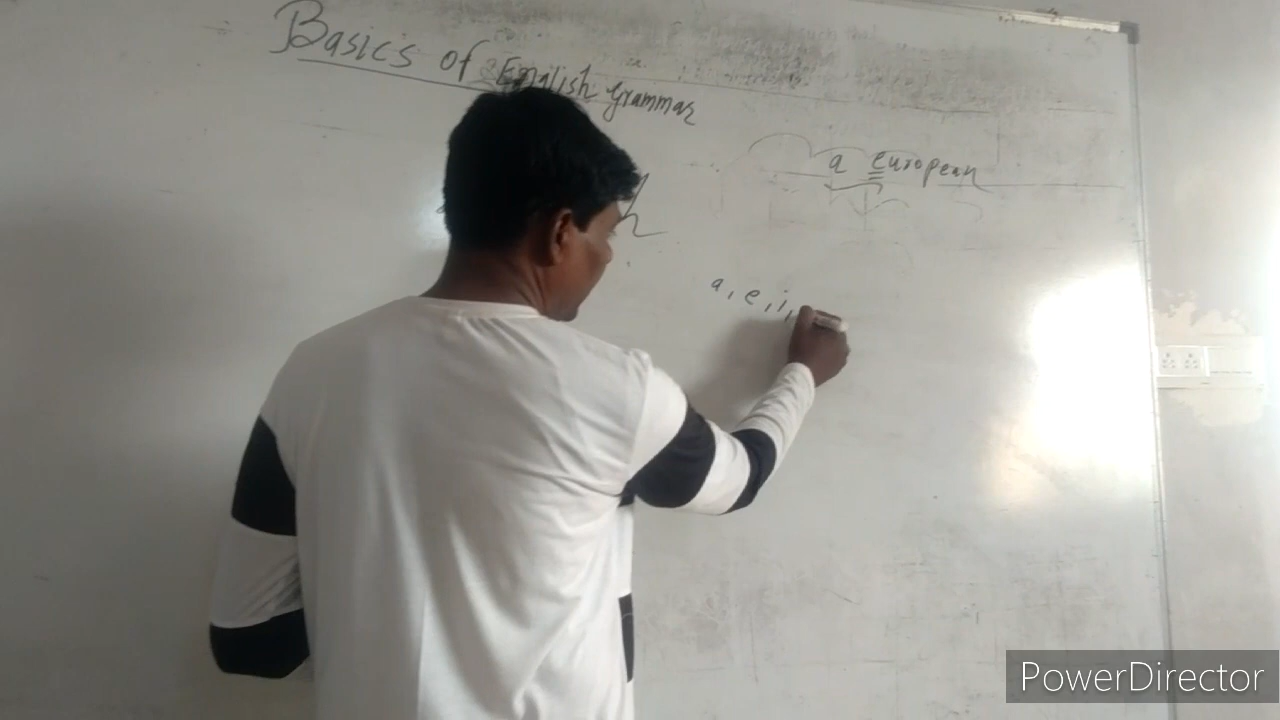 Basics of English Grammar
a european
a, e, i,
PowerDirector